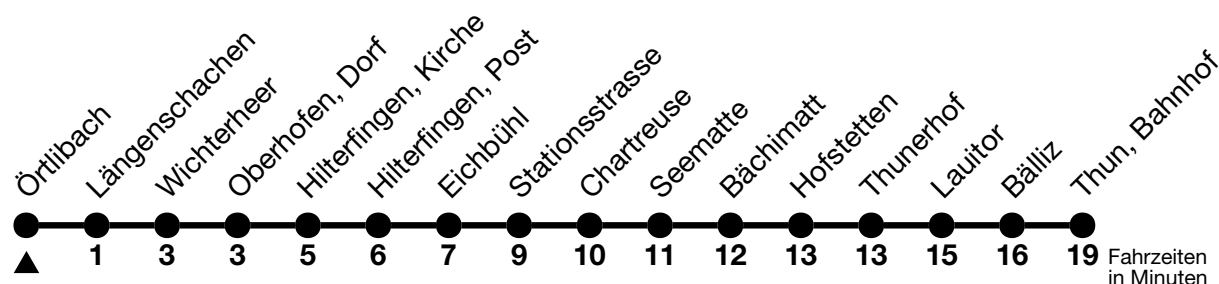 Örtlibach
Längenschachen
Wichterheer
Oberhofen, Dorf
Hilterfingen, Kirche
Hilterfingen, Post
Eichbühl
Stationsstrasse
Chartreuse
Seematte
Bächimatt
Hofstetten
Thunerhof
Lauitor
Bälliz
Thun, Bahnhof
1 3 3 5 6 7 9 10 11 12 13 13 15 16 19
Fahrzeiten
in Minuten